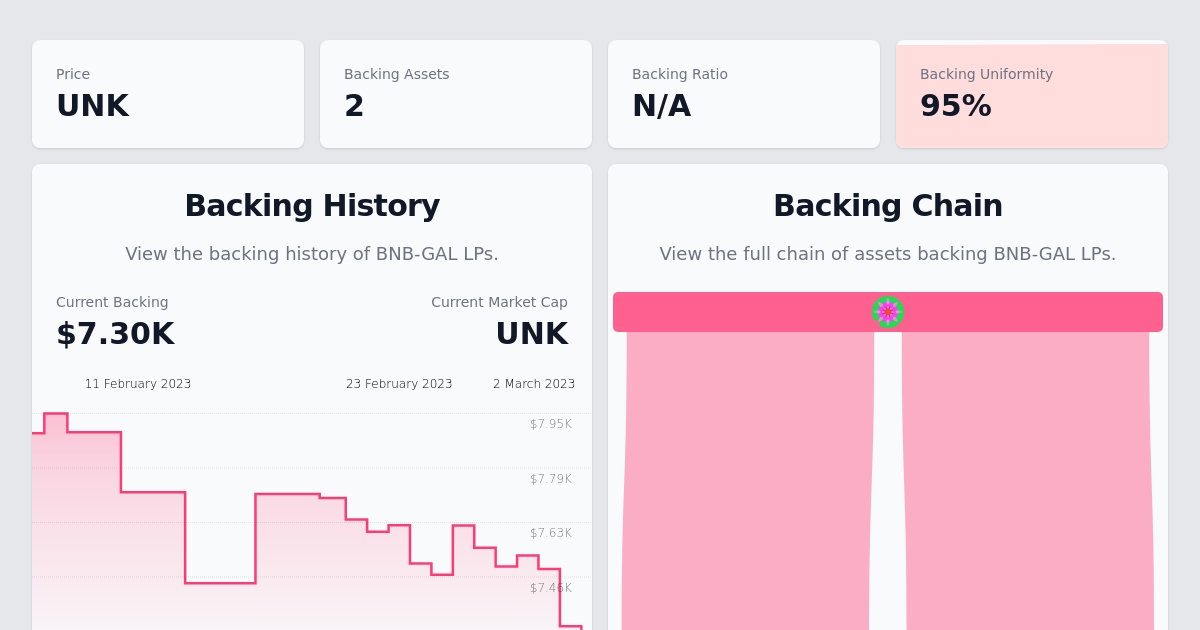 Price
UNK
Backing Assets
2
Backing Ratio
N/A
Backing Uniformity
95%
Backing History
View the backing history of BNB-GAL LPs.
Current Backing
$7.30K
Current Market Cap
UNK
11 February 2023
23 February 2023
2 March 2023
$7.95K
$7.79K
$7.63K
$7.46K
Backing Chain
View the full chain of assets backing BNB-GAL LPs.